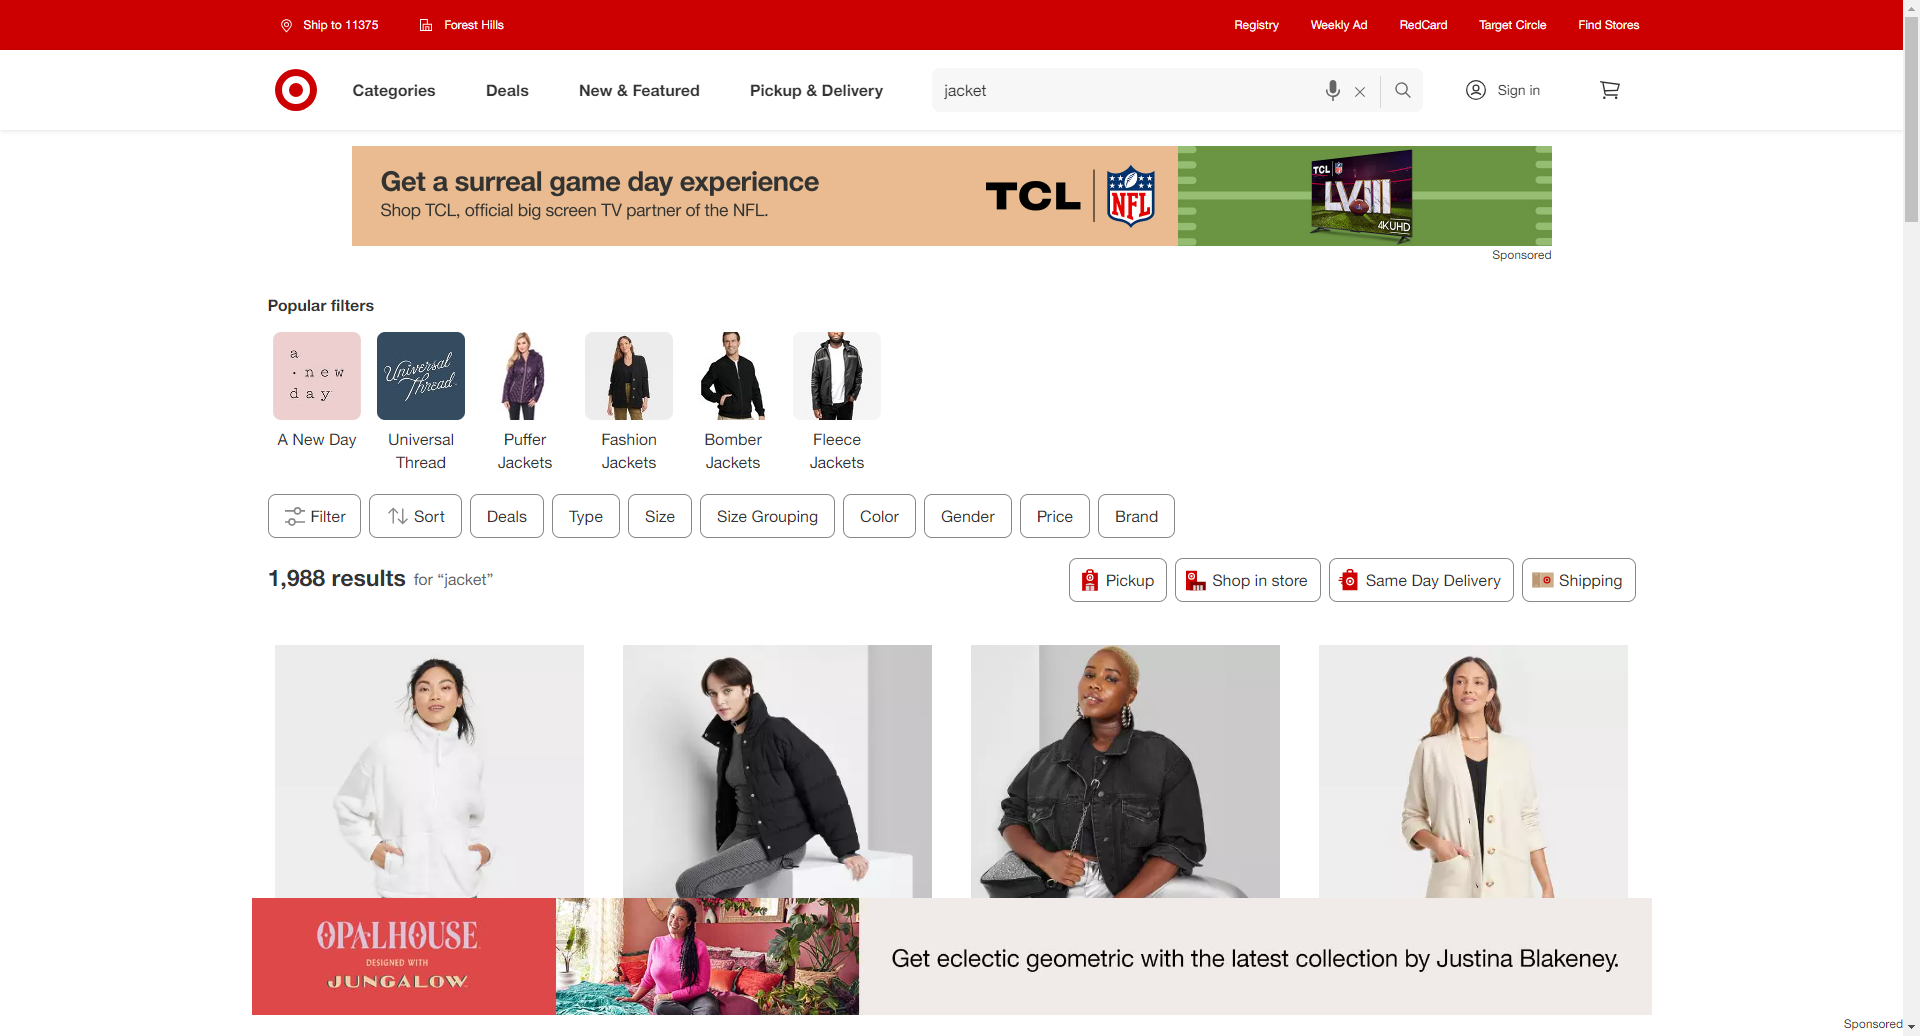 Ship to 11375
Forest Hills
Registry
Weekly Ad
RedCard
Target Circle
Find Stores
Categories
Deals
New & Featured
Pickup & Delivery
jacket
Sign in
Get a surreal game day experience
Shop TCL, official big screen TV partner of the NFL.
TCL
NFL
TCL
LVIII
4K UHD
Sponsored
Popular filters
a
· new
day
Universal
Thread
A New Day
Universal
Thread
Puffer
Jackets
Fashion
Jackets
Bomber
Jackets
Fleece
Jackets
Filter
Sort
Deals
Type
Size
Size Grouping
Color
Gender
Price
Brand
1,988 results for “jacket”
Pickup
Shop in store
Same Day Delivery
Shipping
OPALHOUSE
DESIGNED WITH
JUNGALOW
Get eclectic geometric with the latest collection by Justina Blakeney.
Sponsored